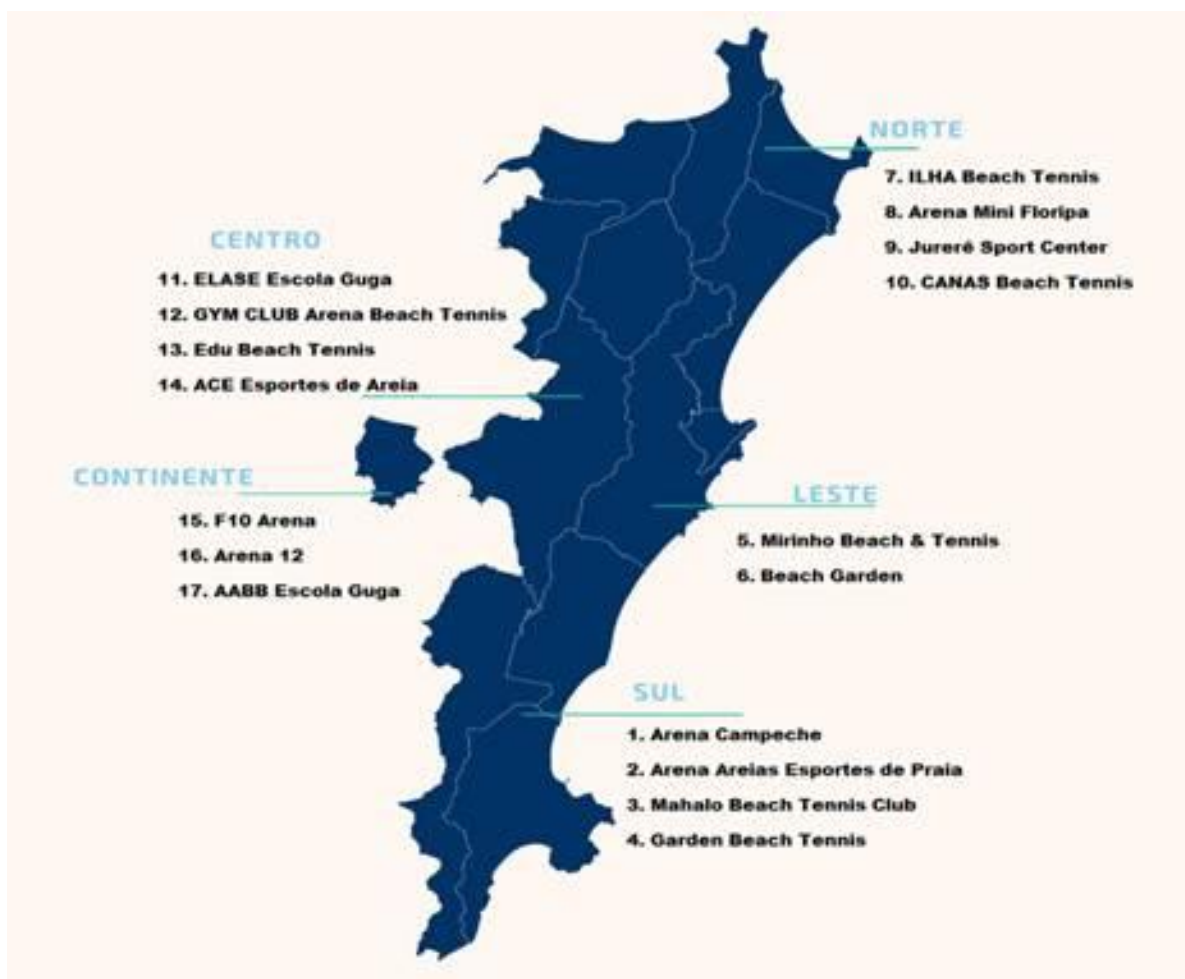 NORTE
7. ILHA Beach Tennis
8. Arena Mini Floripa
9. Jurerê Sport Center
10. CANAS Beach Tennis
CENTRO
11. ELASE Escola Guga
12. GYM CLUB Arena Beach Tennis
13. Edu Beach Tennis
14. ACE Esportes de Areia
CONTINENTE
15. F10 Arena
16. Arena 12
17. AABB Escola Guga
LESTE
5. Mirinho Beach & Tennis
6. Beach Garden
SUL
1. Arena Campeche
2. Arena Areias Esportes de Praia
3. Mahalo Beach Tennis Club
4. Garden Beach Tennis